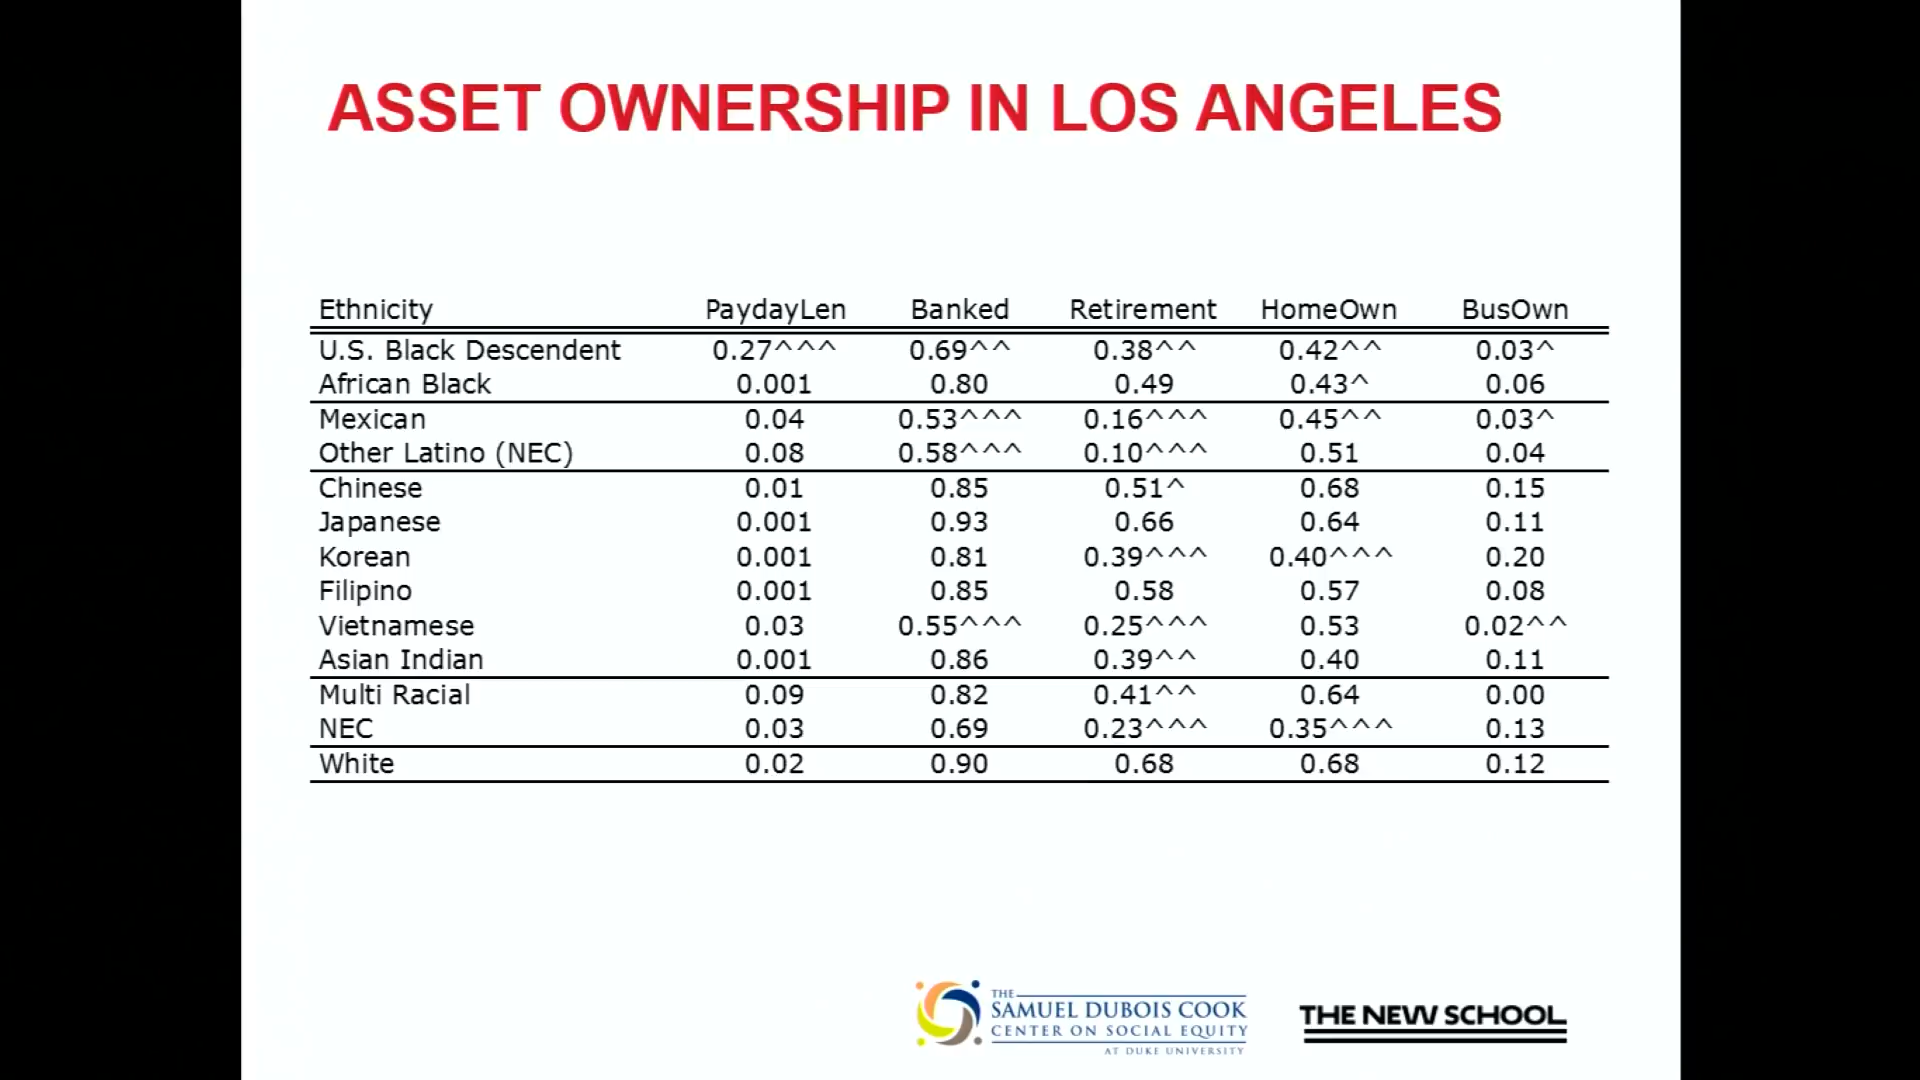 ASSET OWNERSHIP IN LOS ANGELES
Ethnicity PaydayLen Banked Retirement HomeOwn BusOwn
U.S. Black Descendent 0.27^^^ 0.69^^ 0.38^^ 0.42^^ 0.03^
African Black 0.001 0.80 0.49 0.43^ 0.06
Mexican 0.04 0.53^^^ 0.16^^^ 0.45^^ 0.03^
Other Latino (NEC) 0.08 0.58^^^ 0.10^^^ 0.51 0.04
Chinese 0.01 0.85 0.51^ 0.68 0.15
Japanese 0.001 0.93 0.66 0.64 0.11
Korean 0.001 0.81 0.39^^^ 0.40^^^ 0.20
Filipino 0.001 0.85 0.58 0.57 0.08
Vietnamese 0.03 0.55^^^ 0.25^^^ 0.53 0.02^^
Asian Indian 0.001 0.86 0.39^^ 0.40 0.11
Multi Racial 0.09 0.82 0.41^^ 0.64 0.00
NEC 0.03 0.69 0.23^^^ 0.35^^^ 0.13
White 0.02 0.90 0.68 0.68 0.12
THE
SAMUEL DUBOIS COOK
CENTER ON SOCIAL EQUITY
AT DUKE UNIVERSITY
THE NEW SCHOOL